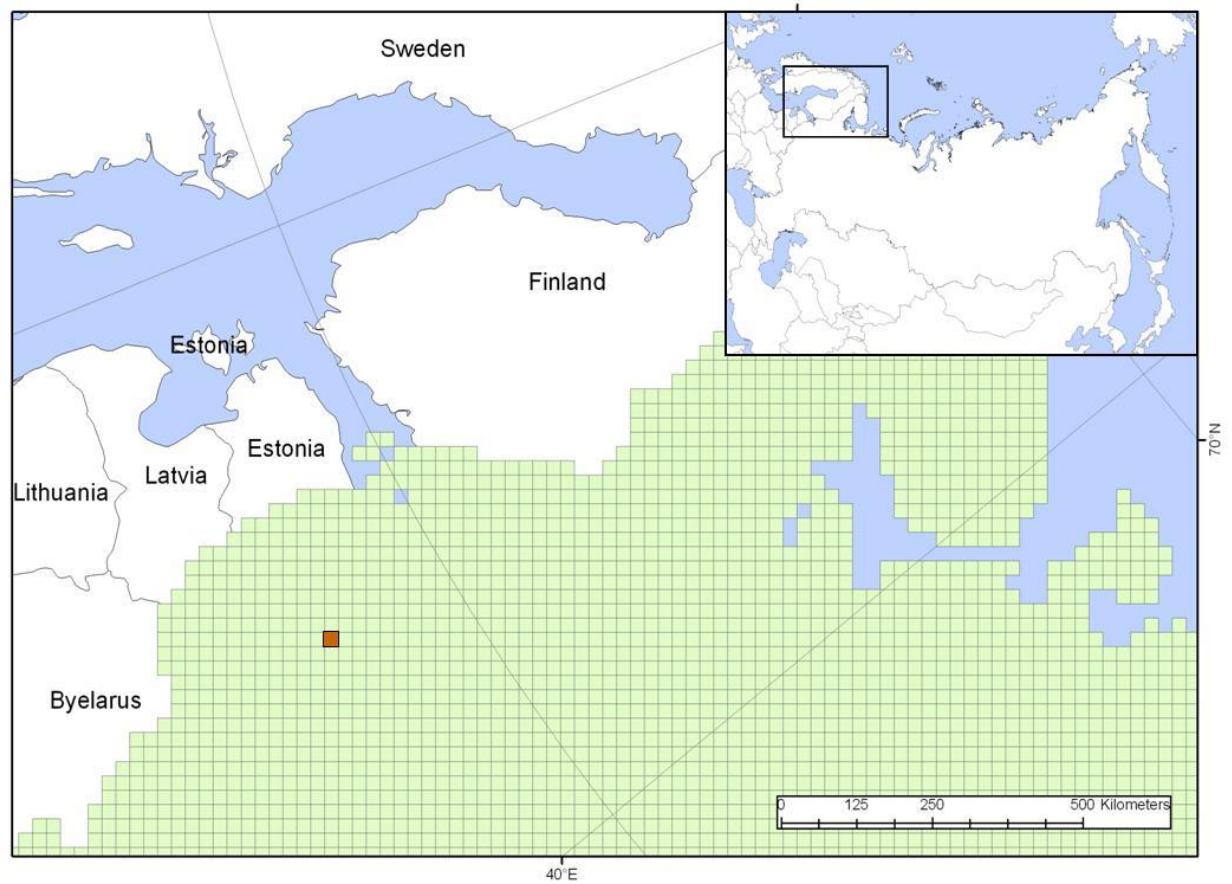 Sweden
Finland
Estonia
Estonia
Latvia
Lithuania
Byelarus
70°N
0 125 250 500 Kilometers
40°E